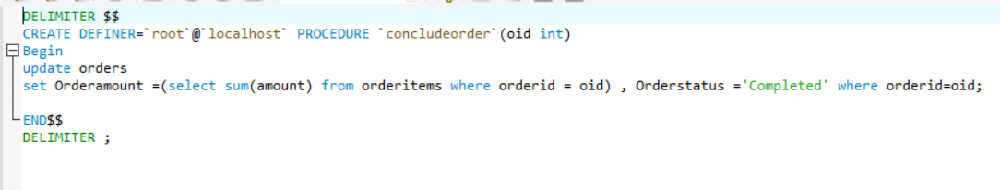 DELIMITER $$
CREATE DEFINER=`root`@`localhost` PROCEDURE `concludeorder`(oid int)
Begin
update orders
set Orderamount =(select sum(amount) from orderitems where orderid = oid) , Orderstatus ='Completed' where orderid=oid;
END$$
DELIMITER ;